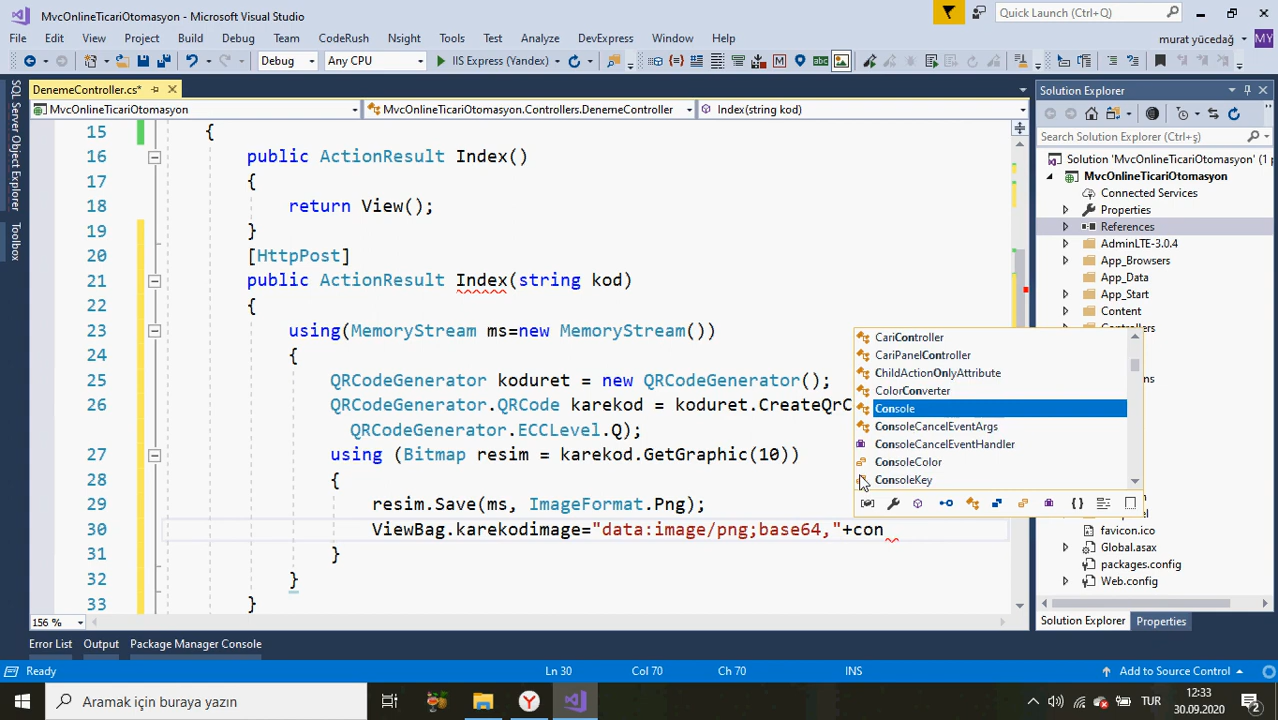 MvcOnlineTicariOtomasyon - Microsoft Visual Studio
Quick Launch (Ctrl+Q)
File Edit View Project Build Debug Team CodeRush Nsight Tools Test Analyze DevExpress Window Help
murat yücedağ MY
Debug Any CPU IIS Express (Yandex)
SQL Server Object Explorer
Toolbox
DenemeController.cs*
MvcOnlineTicariOtomasyon MvcOnlineTicariOtomasyon.Controllers.DenemeController Index(string kod)
15 {
16 public ActionResult Index()
17 {
18 return View();
19 }
20 [HttpPost]
21 public ActionResult Index(string kod)
22 {
23 using(MemoryStream ms=new MemoryStream())
24 {
25 QRCodeGenerator koduret = new QRCodeGenerator();
26 QRCodeGenerator.QRCode karekod = koduret.CreateQrC
QRCodeGenerator.ECCLevel.Q);
27 using (Bitmap resim = karekod.GetGraphic(10))
28 {
29 resim.Save(ms, ImageFormat.Png);
30 ViewBag.karekodimage="data:image/png;base64,"+con
31 }
32 }
33 }
CariController
CariPanelController
ChildActionOnlyAttribute
ColorConverter
Console
ConsoleCancelEventArgs
ConsoleCancelEventHandler
ConsoleColor
ConsoleKey
Solution Explorer
Search Solution Explorer (Ctrl+ş)
Solution 'MvcOnlineTicariOtomasyon' (1 p
MvcOnlineTicariOtomasyon
Connected Services
Properties
References
AdminLTE-3.0.4
App_Browsers
App_Data
App_Start
Content
Controllers
favicon.ico
Global.asax
packages.config
Web.config
Solution Explorer Properties
156 %
Error List Output Package Manager Console
Ready Ln 30 Col 70 Ch 70 INS Add to Source Control
Aramak için buraya yazın
TUR
12:33
30.09.2020
2